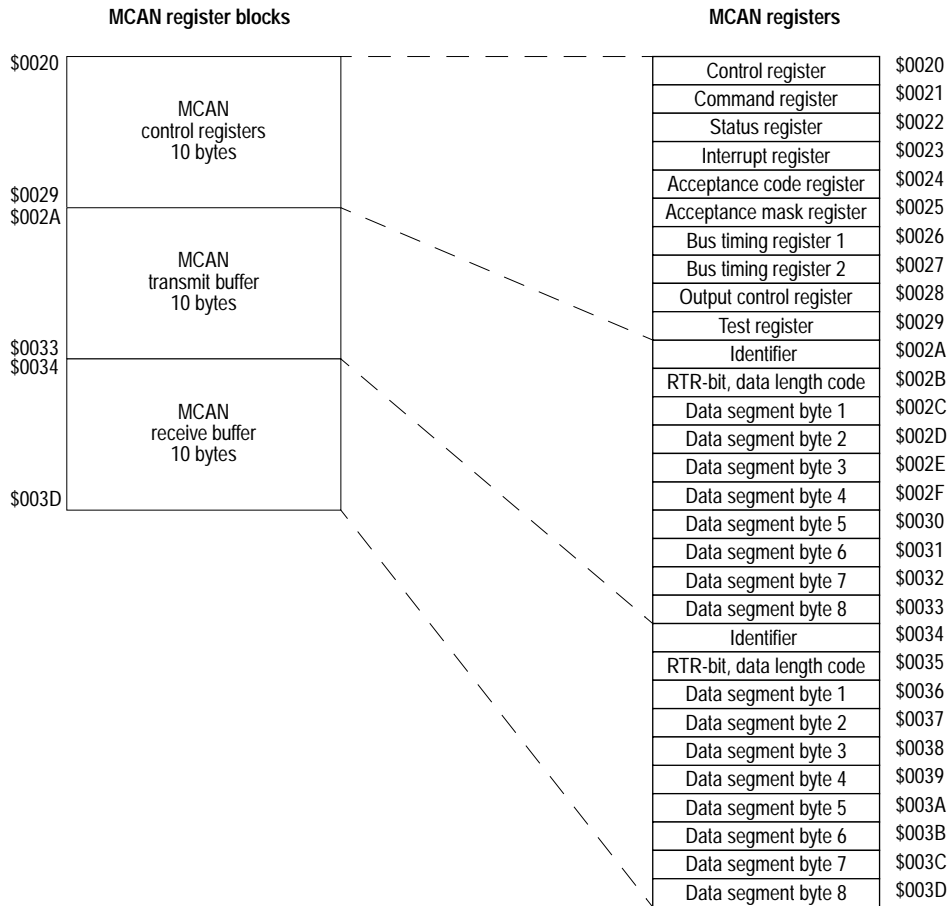 MCAN register blocks
$0020
MCAN
control registers
10 bytes
$0029
$002A
MCAN
transmit buffer
10 bytes
$0033
$0034
MCAN
receive buffer
10 bytes
$003D
MCAN registers
Control register $0020
Command register $0021
Status register $0022
Interrupt register $0023
Acceptance code register $0024
Acceptance mask register $0025
Bus timing register 1 $0026
Bus timing register 2 $0027
Output control register $0028
Test register $0029
Identifier $002A
RTR-bit, data length code $002B
Data segment byte 1 $002C
Data segment byte 2 $002D
Data segment byte 3 $002E
Data segment byte 4 $002F
Data segment byte 5 $0030
Data segment byte 6 $0031
Data segment byte 7 $0032
Data segment byte 8 $0033
Identifier $0034
RTR-bit, data length code $0035
Data segment byte 1 $0036
Data segment byte 2 $0037
Data segment byte 3 $0038
Data segment byte 4 $0039
Data segment byte 5 $003A
Data segment byte 6 $003B
Data segment byte 7 $003C
Data segment byte 8 $003D